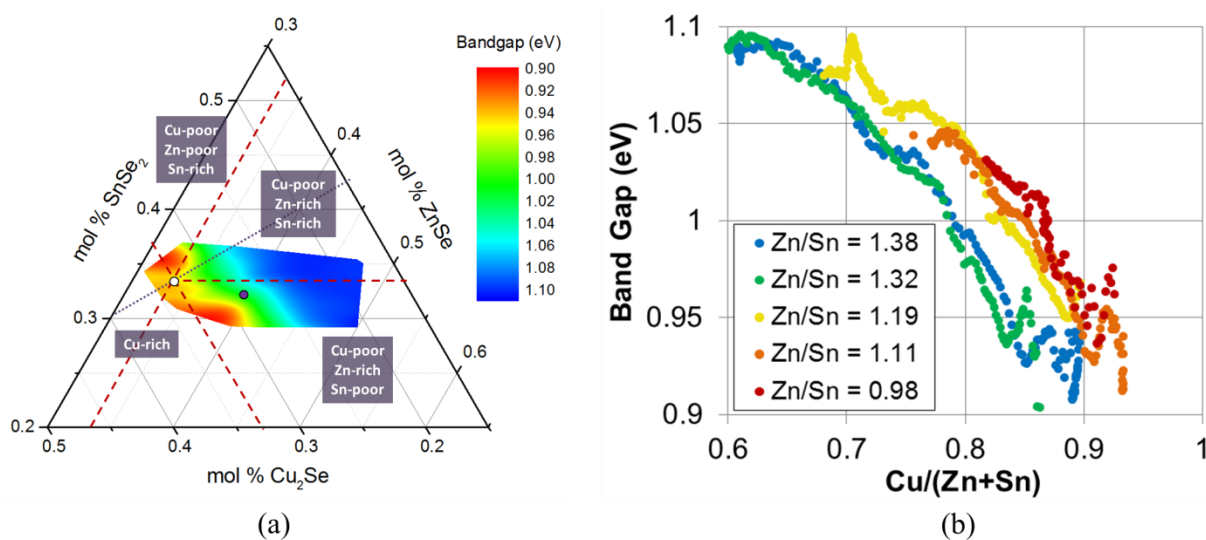 0.3
Bandgap (eV)
0.90
0.92
0.94
0.96
0.98
1.00
1.02
1.04
1.06
1.08
1.10
0.5
0.4
0.4
0.3
0.5
0.6
0.2
0.5
0.4
0.3
0.2
mol % SnSe₂
mol % ZnSe
mol % Cu₂Se
Cu-poor
Zn-poor
Sn-rich
Cu-poor
Zn-rich
Sn-rich
Cu-rich
Cu-poor
Zn-rich
Sn-poor
(a)
1.1
1.05
1
0.95
0.9
Band Gap (eV)
Zn/Sn = 1.38
Zn/Sn = 1.32
Zn/Sn = 1.19
Zn/Sn = 1.11
Zn/Sn = 0.98
0.6
0.7
0.8
0.9
1
Cu/(Zn+Sn)
(b)